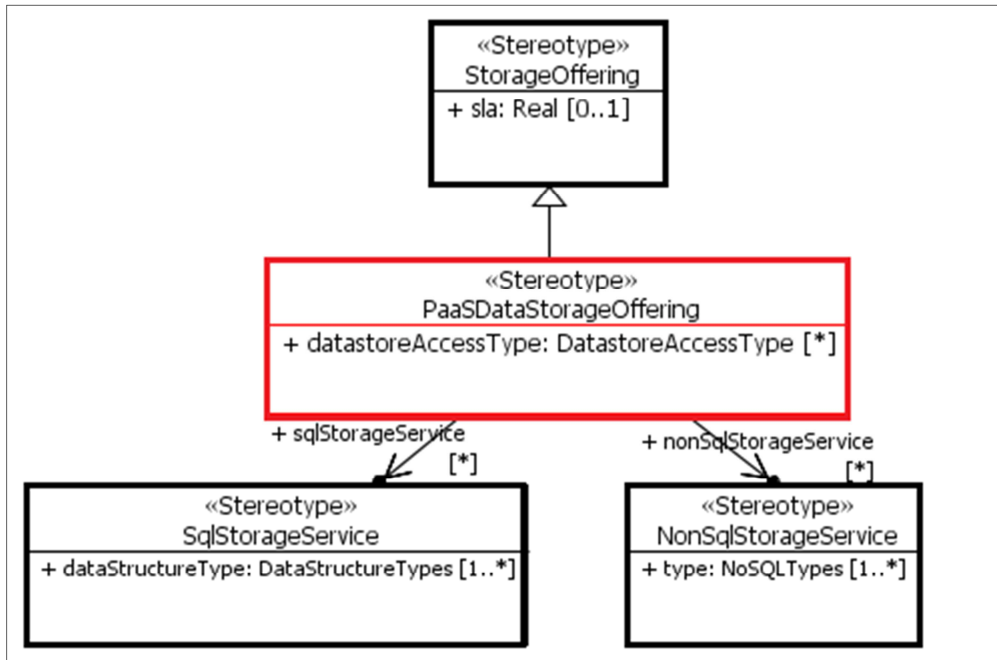 «Stereotype»
StorageOffering
+ sla: Real [0..1]
«Stereotype»
PaaSDataStorageOffering
+ datastoreAccessType: DatastoreAccessType [*]
+ sqlStorageService
[*]
+ nonSqlStorageService
[*]
«Stereotype»
SqlStorageService
+ dataStructureType: DataStructureTypes [1..*]
«Stereotype»
NonSqlStorageService
+ type: NoSQLTypes [1..*]